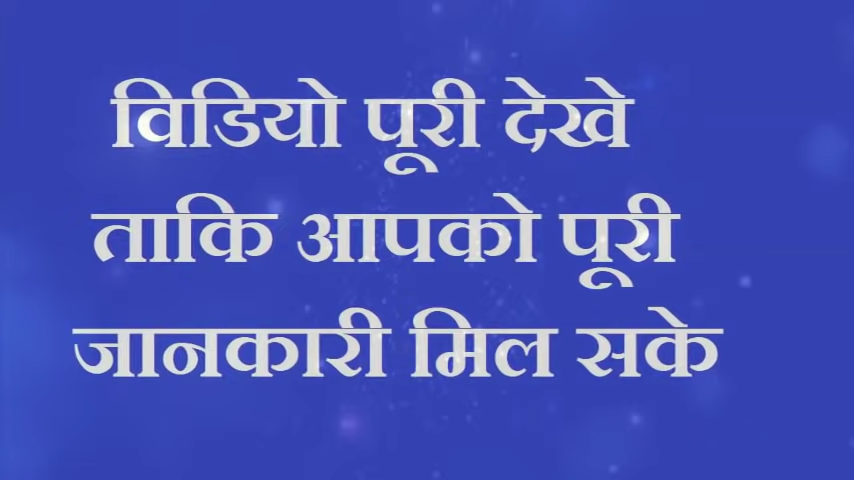 विडियो पूरी देखे
ताकि आपको पूरी
जानकारी मिल सके